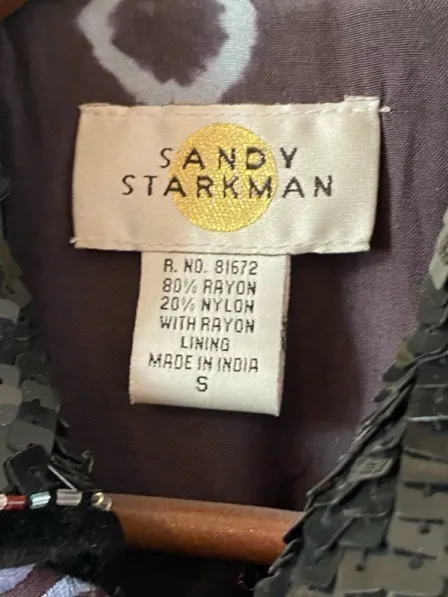 SANDY
STARKMAN
R. NO. 81672
80% RAYON
20% NYLON
WITH RAYON
LINING
MADE IN INDIA
S